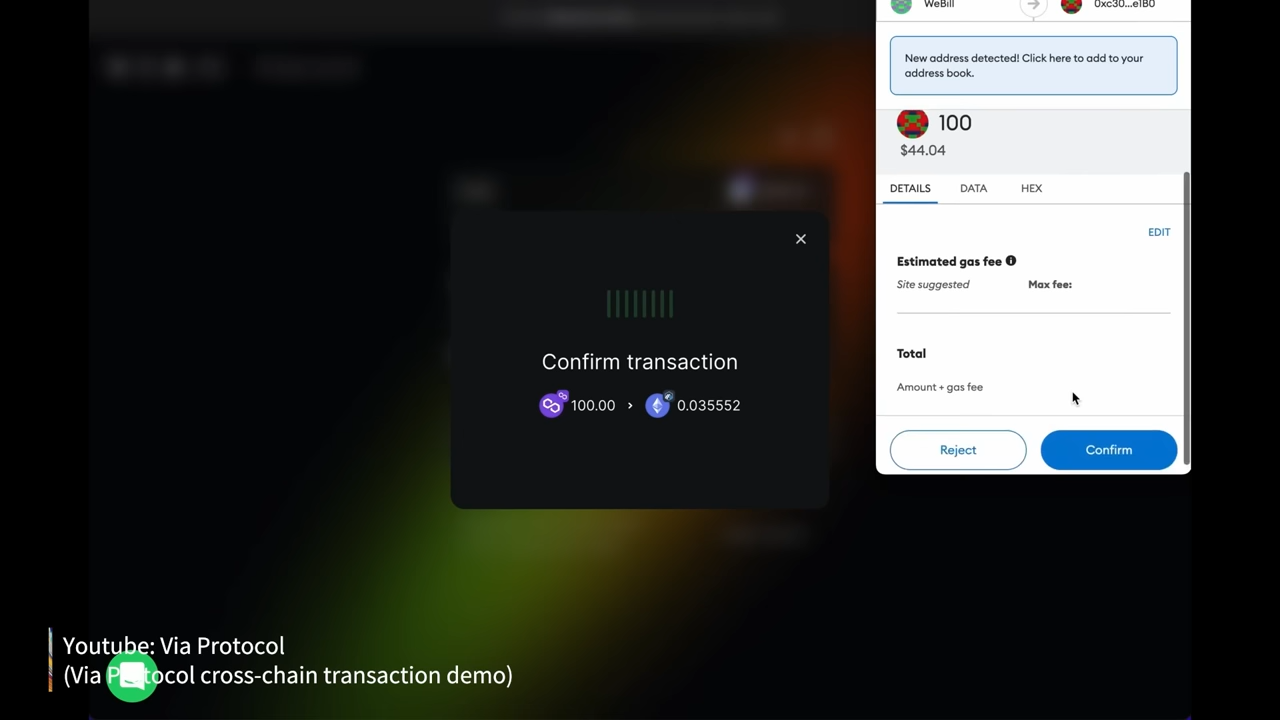 WeBill
0xc30...e1B0
New address detected! Click here to add to your
address book.
100
$44.04
DETAILS
DATA
HEX
EDIT
Estimated gas fee
Site suggested
Max fee:
Total
Amount + gas fee
Reject
Confirm
Confirm transaction
100.00 › 0.035552
Youtube: Via Protocol
(Via Protocol cross-chain transaction demo)